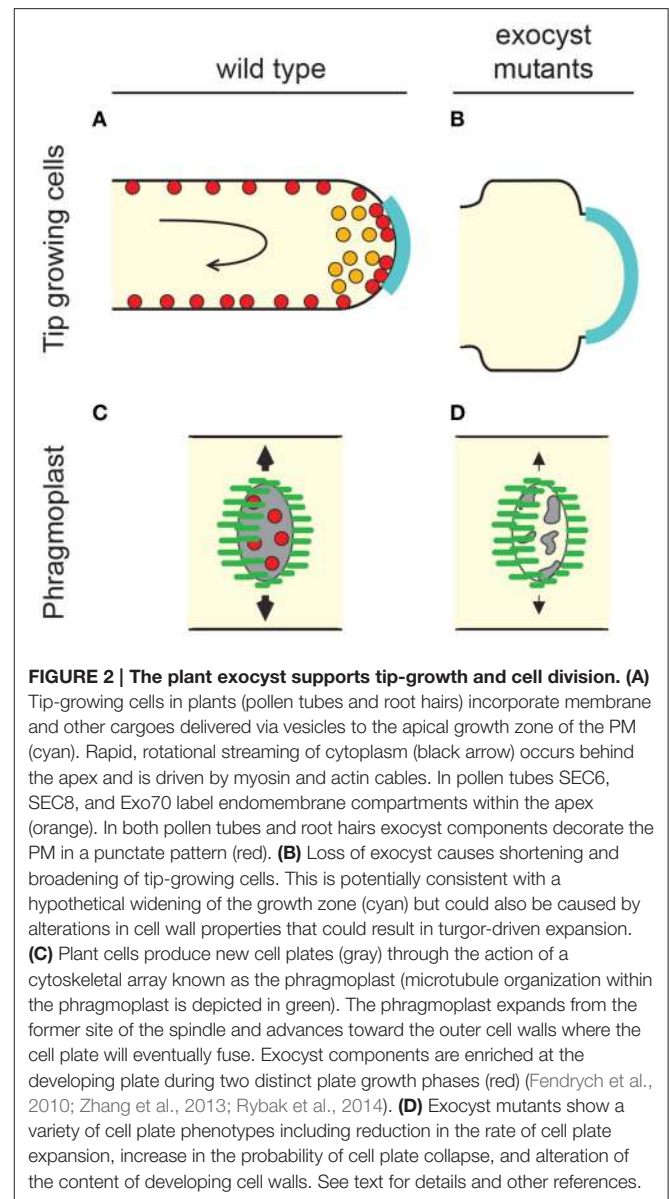 wild type
exocyst
mutants
A
B
Tip growing cells
C
D
Phragmoplast
FIGURE 2 | The plant exocyst supports tip-growth and cell division. (A)
Tip-growing cells in plants (pollen tubes and root hairs) incorporate membrane
and other cargoes delivered via vesicles to the apical growth zone of the PM
(cyan). Rapid, rotational streaming of cytoplasm (black arrow) occurs behind
the apex and is driven by myosin and actin cables. In pollen tubes SEC6,
SEC8, and Exo70 label endomembrane compartments within the apex
(orange). In both pollen tubes and root hairs exocyst components decorate the
PM in a punctate pattern (red). (B) Loss of exocyst causes shortening and
broadening of tip-growing cells. This is potentially consistent with a
hypothetical widening of the growth zone (cyan) but could also be caused by
alterations in cell wall properties that could result in turgor-driven expansion.
(C) Plant cells produce new cell plates (gray) through the action of a
cytoskeletal array known as the phragmoplast (microtubule organization within
the phragmoplast is depicted in green). The phragmoplast expands from the
former site of the spindle and advances toward the outer cell walls where the
cell plate will eventually fuse. Exocyst components are enriched at the
developing plate during two distinct plate growth phases (red) (Fendrych et al.,
2010; Zhang et al., 2013; Rybak et al., 2014). (D) Exocyst mutants show a
variety of cell plate phenotypes including reduction in the rate of cell plate
expansion, increase in the probability of cell plate collapse, and alteration of
the content of developing cell walls. See text for details and other references.